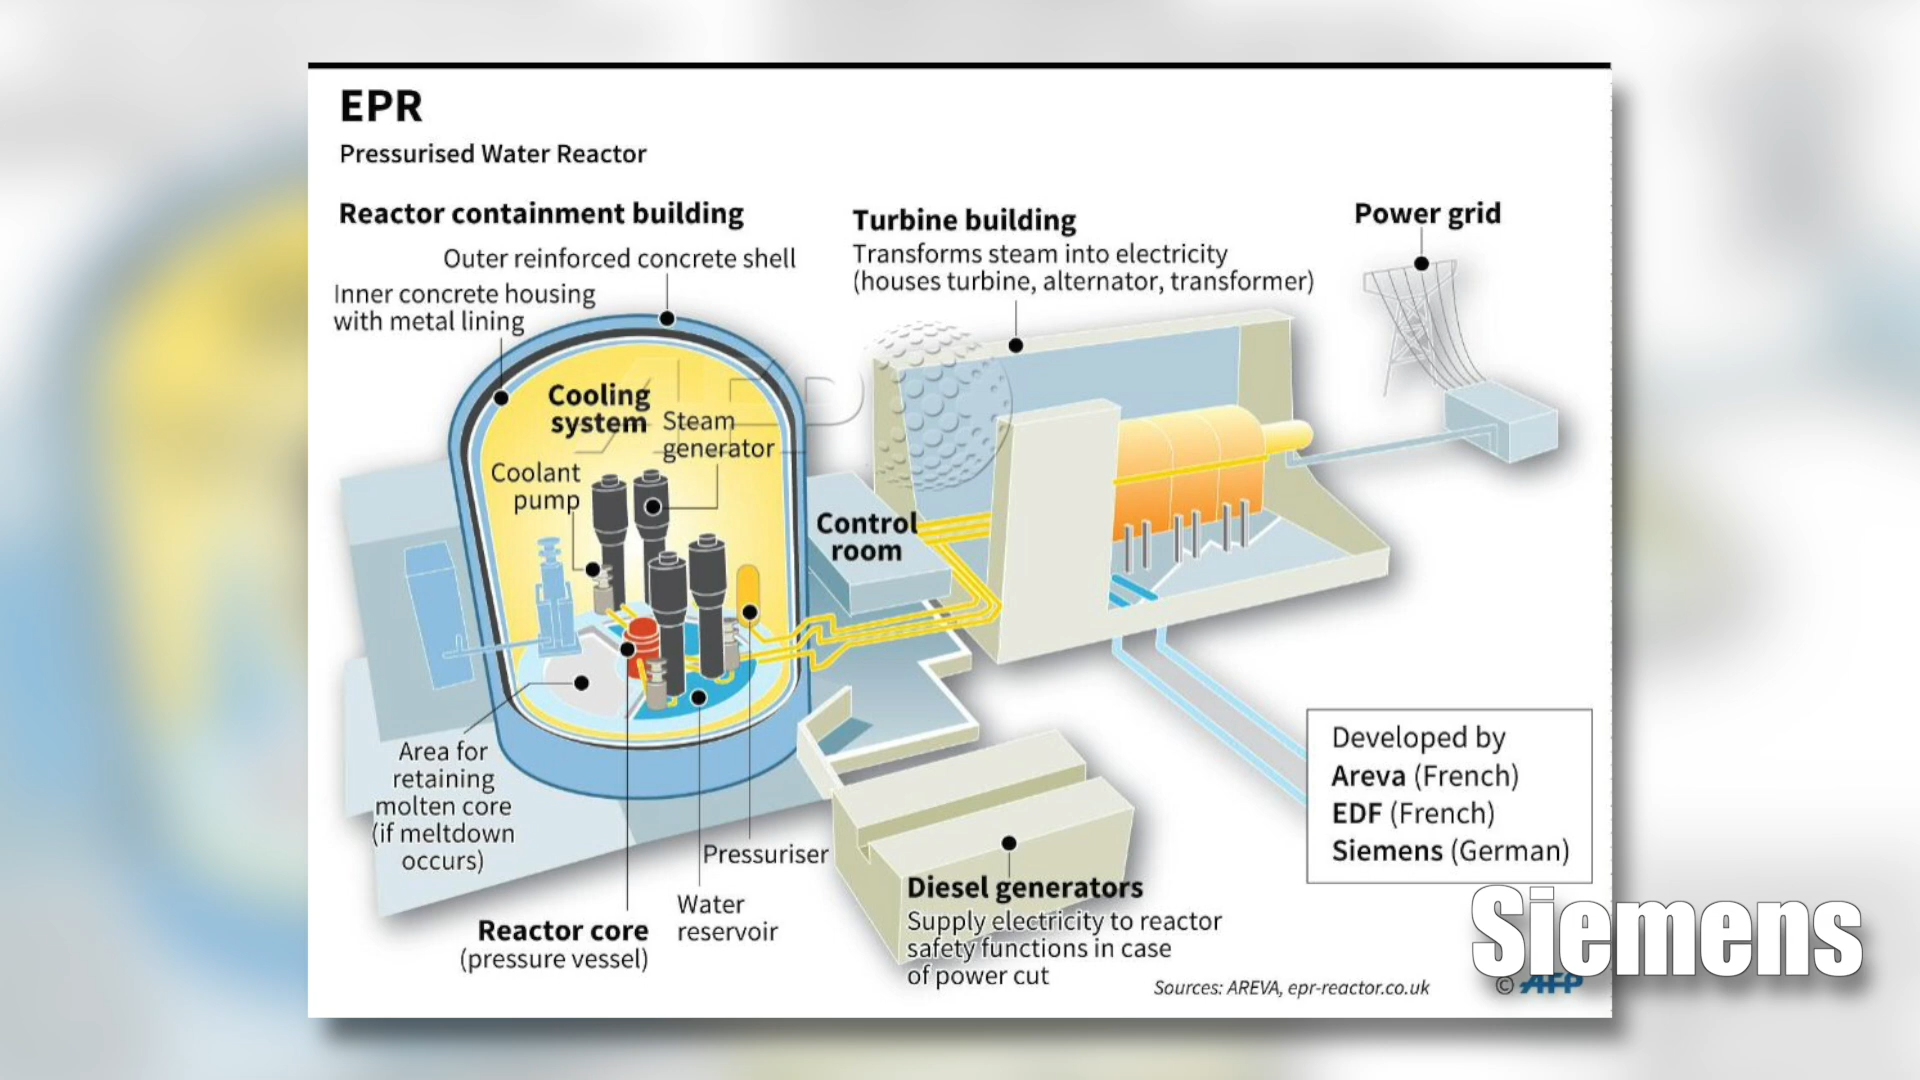 EPR
Pressurised Water Reactor
Reactor containment building
Outer reinforced concrete shell
Inner concrete housing
with metal lining
Cooling
system
Steam
generator
Coolant
pump
Area for
retaining
molten core
(if meltdown
occurs)
Reactor core
(pressure vessel)
Water
reservoir
Pressuriser
Control
room
Turbine building
Transforms steam into electricity
(houses turbine, alternator, transformer)
Power grid
Diesel generators
Supply electricity to reactor
safety functions in case
of power cut
Developed by
Areva (French)
EDF (French)
Siemens (German)
Siemens
Sources: AREVA, epr-reactor.co.uk
© AFP
AFP